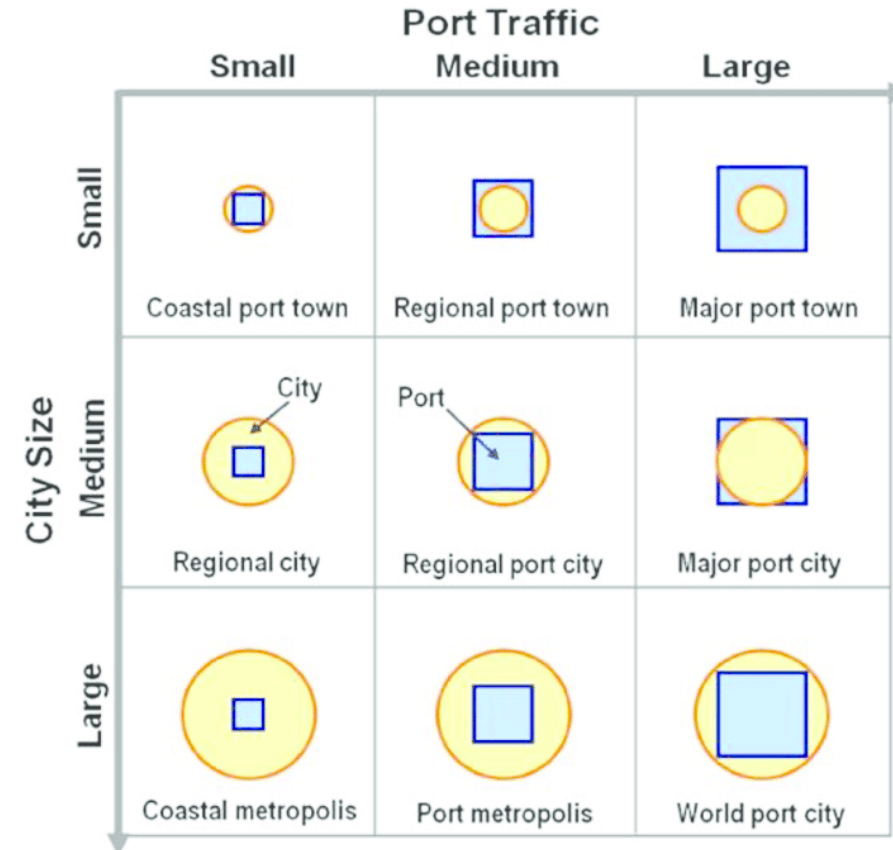 Port Traffic
Small Medium Large
City Size
Small
Coastal port town Regional port town Major port town
Medium
City Port
Regional city Regional port city Major port city
Large
Coastal metropolis Port metropolis World port city